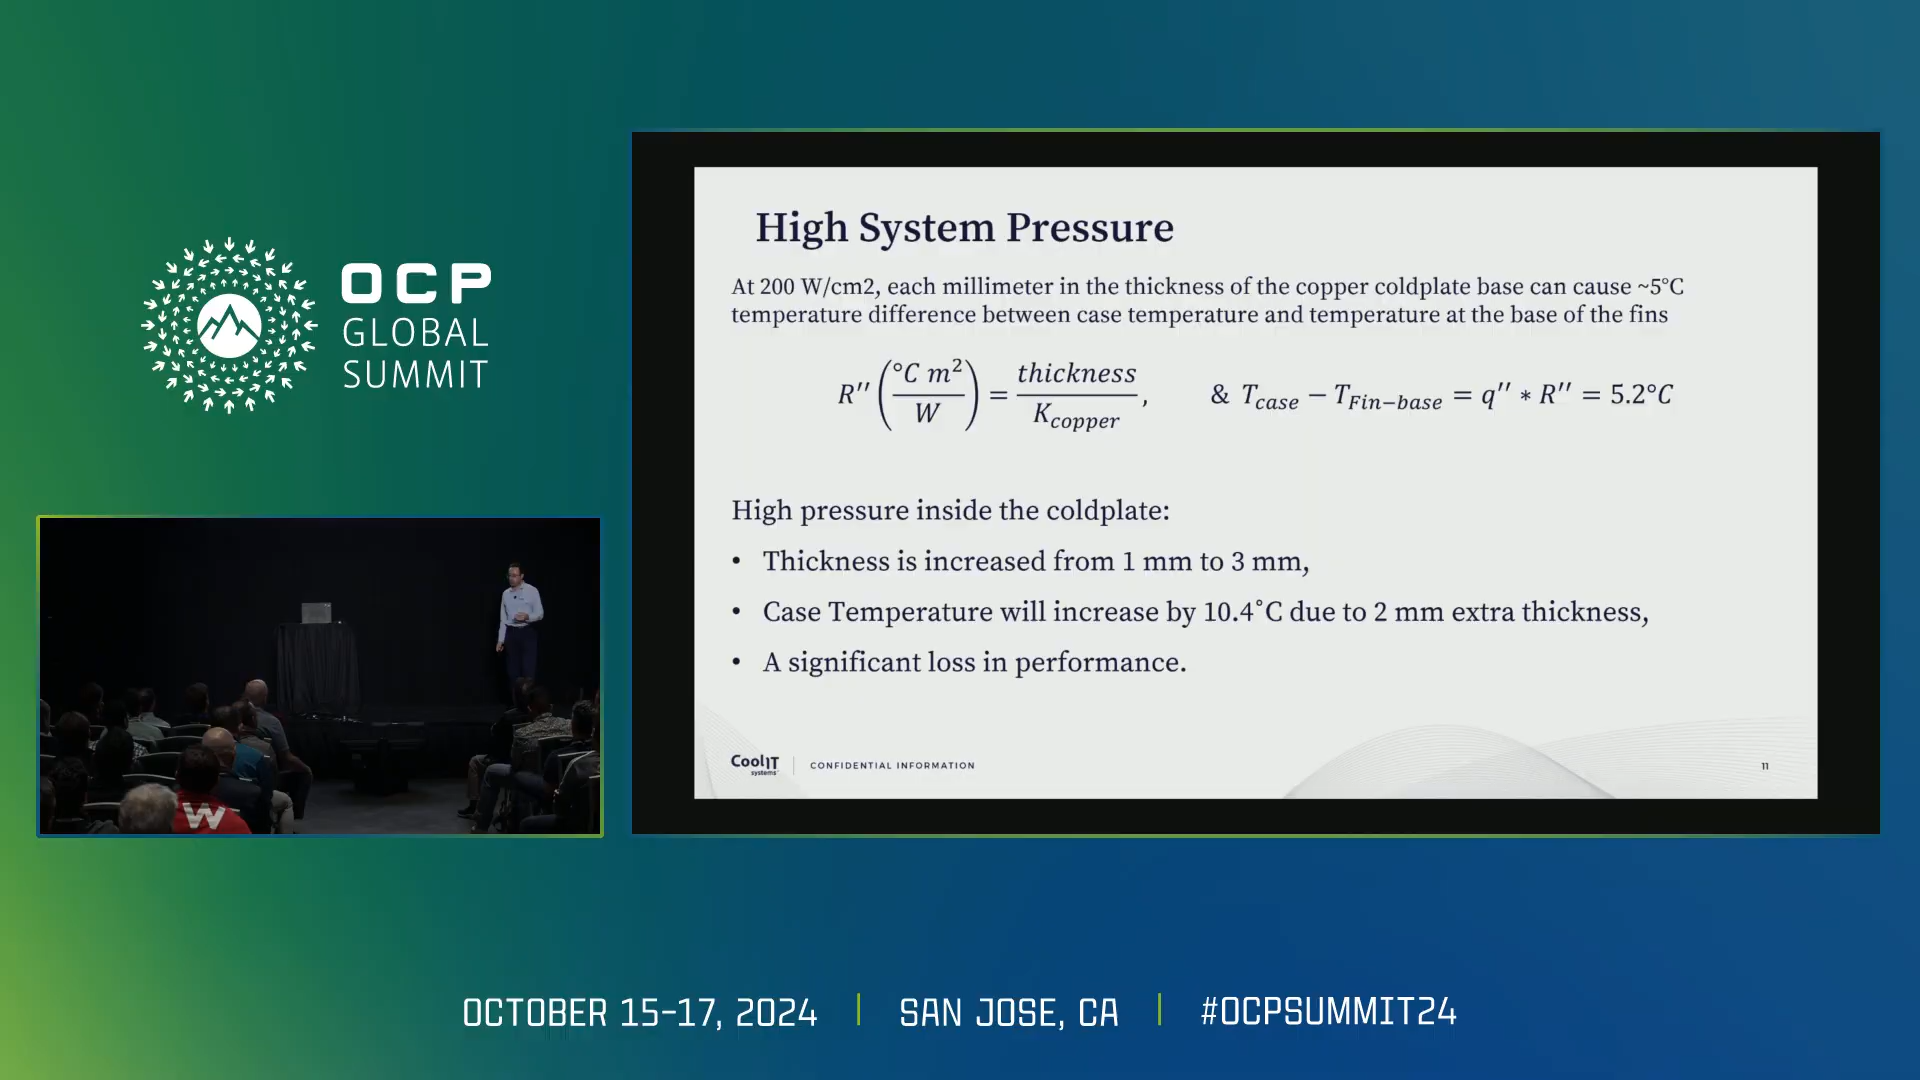 OCP
GLOBAL
SUMMIT
High System Pressure
At 200 W/cm2, each millimeter in the thickness of the copper coldplate base can cause ~5°C
temperature difference between case temperature and temperature at the base of the fins
R′′ (°C m² / W) = thickness / K_copper, & T_case − T_Fin−base = q′′ ∗ R′′ = 5.2°C
High pressure inside the coldplate:
• Thickness is increased from 1 mm to 3 mm,
• Case Temperature will increase by 10.4˚C due to 2 mm extra thickness,
• A significant loss in performance.
CoolIT
systems
CONFIDENTIAL INFORMATION
11
W
OCTOBER 15-17, 2024 | SAN JOSE, CA | #OCPSUMMIT24